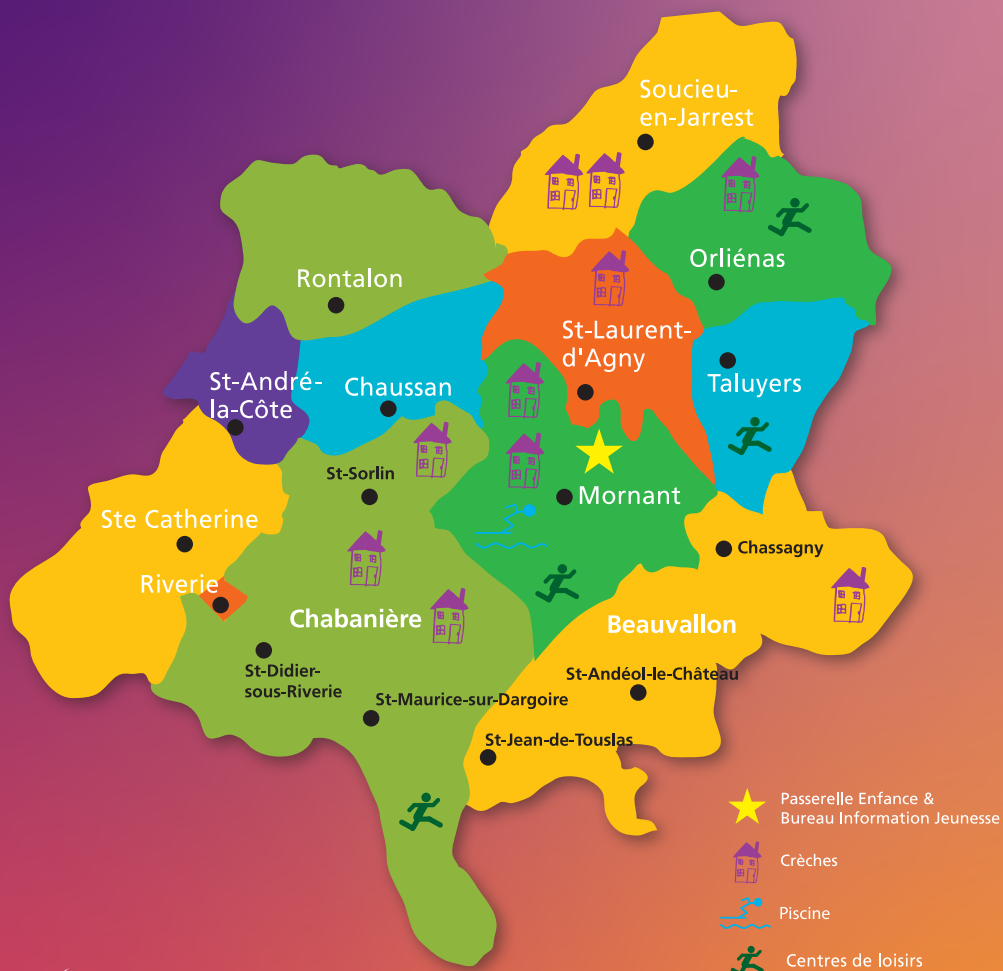 Soucieu-
en-Jarrest
Orliénas
Rontalon
St-Laurent-
d'Agny
Taluyers
St-André-
la-Côte
Chaussan
St-Sorlin
Mornant
Ste Catherine
Chassagny
Riverie
Chabanière
Beauvallon
St-Didier-
sous-Riverie
St-Andéol-le-Château
St-Maurice-sur-Dargoire
St-Jean-de-Touslas
Passerelle Enfance &
Bureau Information Jeunesse
Crèches
Piscine
Centres de loisirs